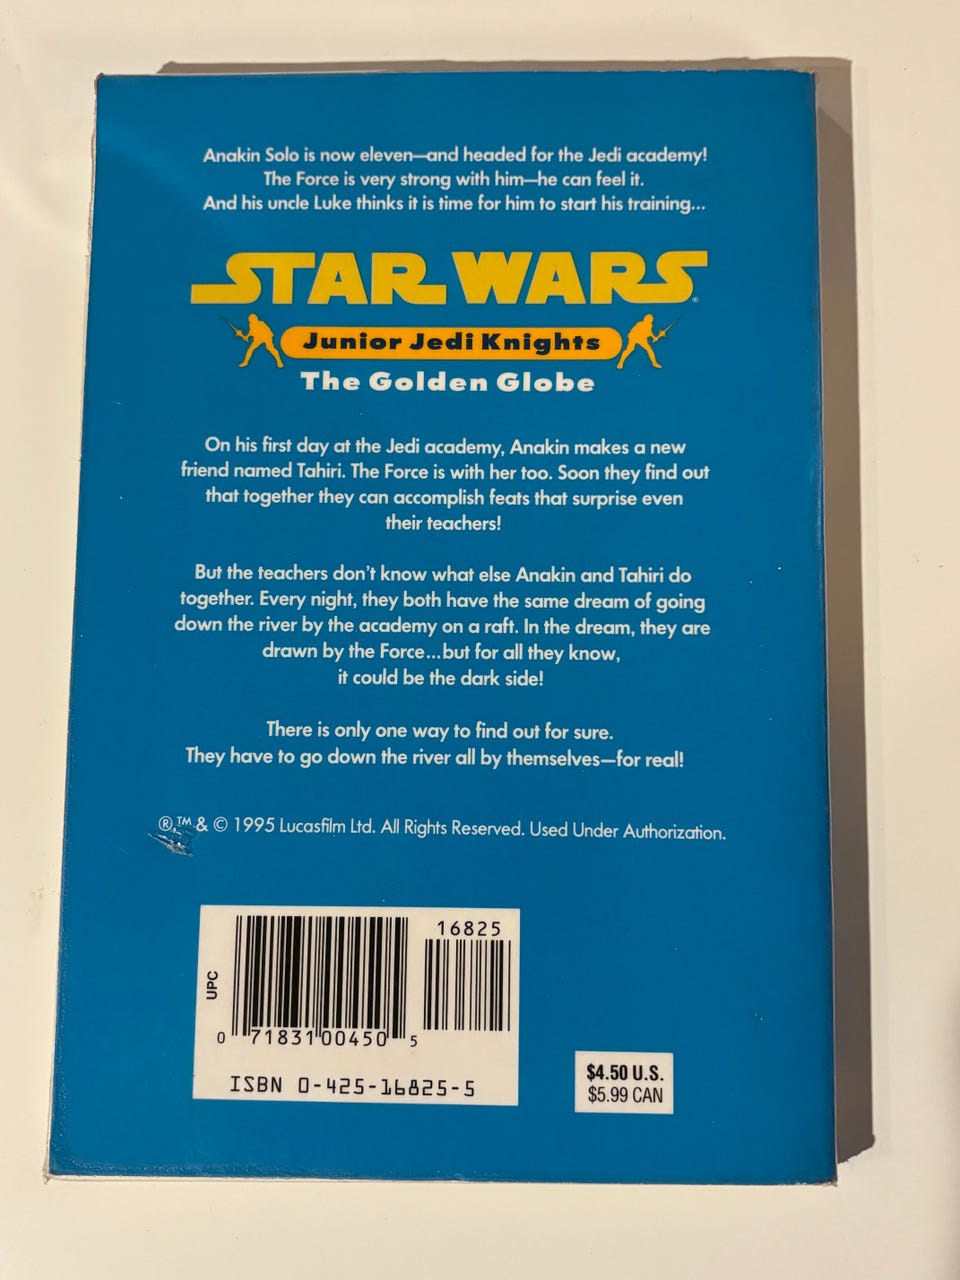 Anakin Solo is now eleven—and headed for the Jedi academy!
The Force is very strong with him—he can feel it.
And his uncle Luke thinks it is time for him to start his training...
STAR WARS®
Junior Jedi Knights
The Golden Globe
On his first day at the Jedi academy, Anakin makes a new
friend named Tahiri. The Force is with her too. Soon they find out
that together they can accomplish feats that surprise even
their teachers!
But the teachers don't know what else Anakin and Tahiri do
together. Every night, they both have the same dream of going
down the river by the academy on a raft. In the dream, they are
drawn by the Force...but for all they know,
it could be the dark side!
There is only one way to find out for sure.
They have to go down the river all by themselves—for real!
®,™ & © 1995 Lucasfilm Ltd. All Rights Reserved. Used Under Authorization.
16825
UPC
0 71831 00450 5
ISBN 0-425-16825-5
$4.50 U.S.
$5.99 CAN